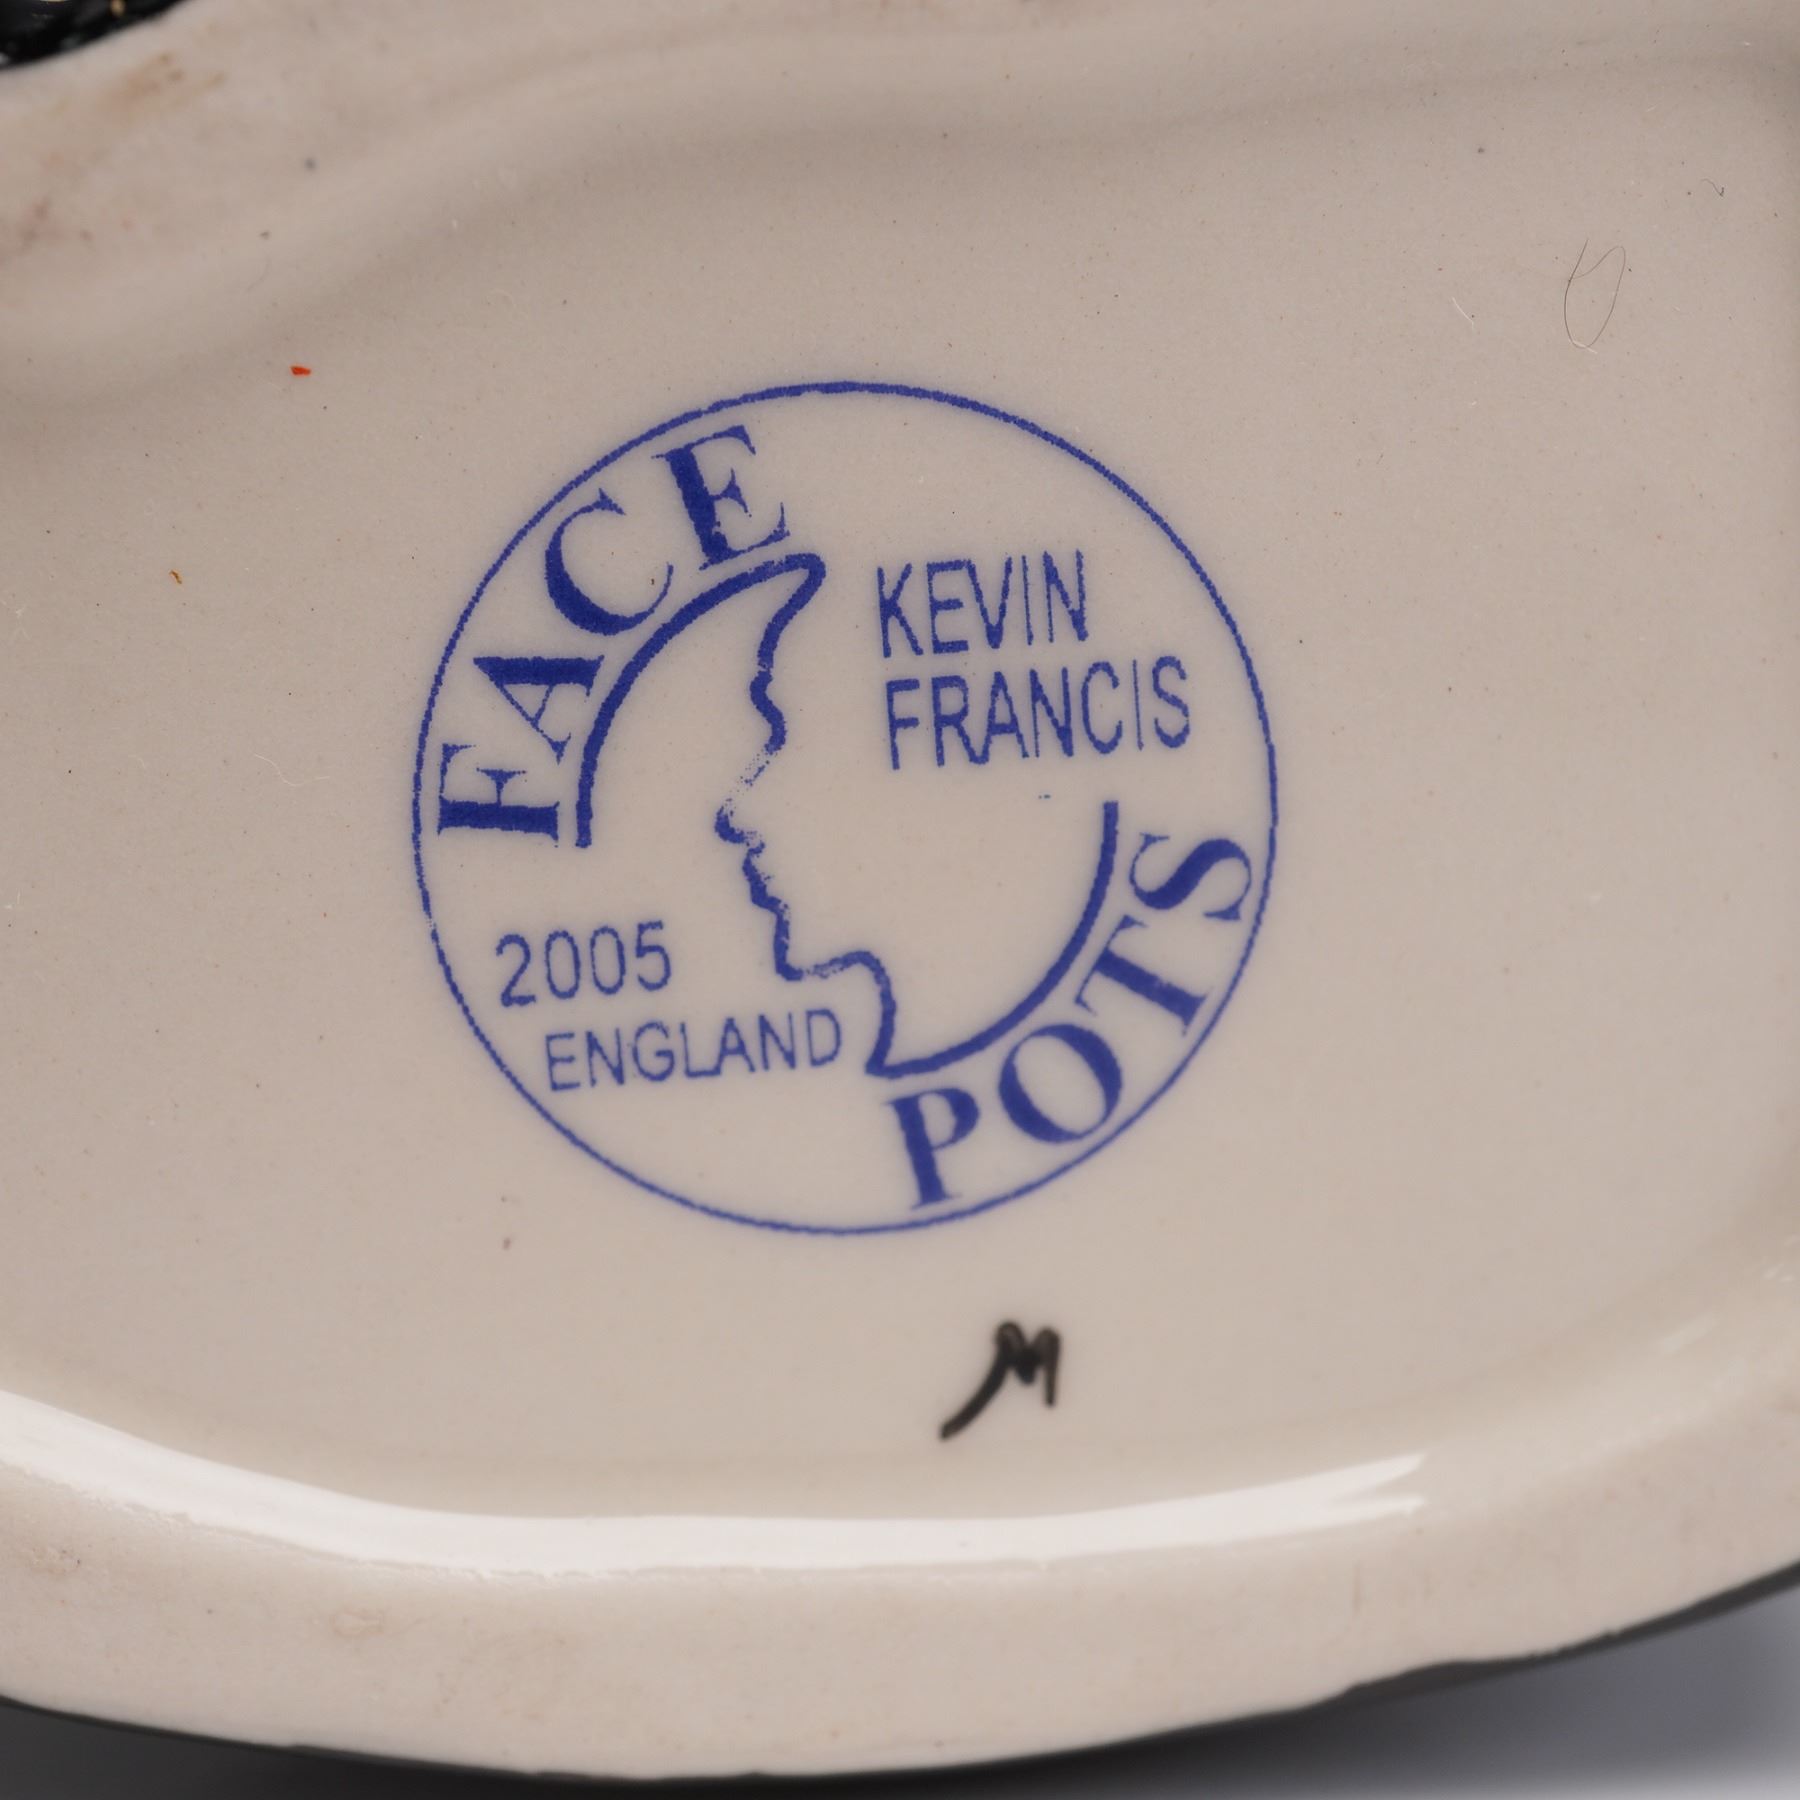 FACE
KEVIN
FRANCIS
2005
ENGLAND
POTS
M